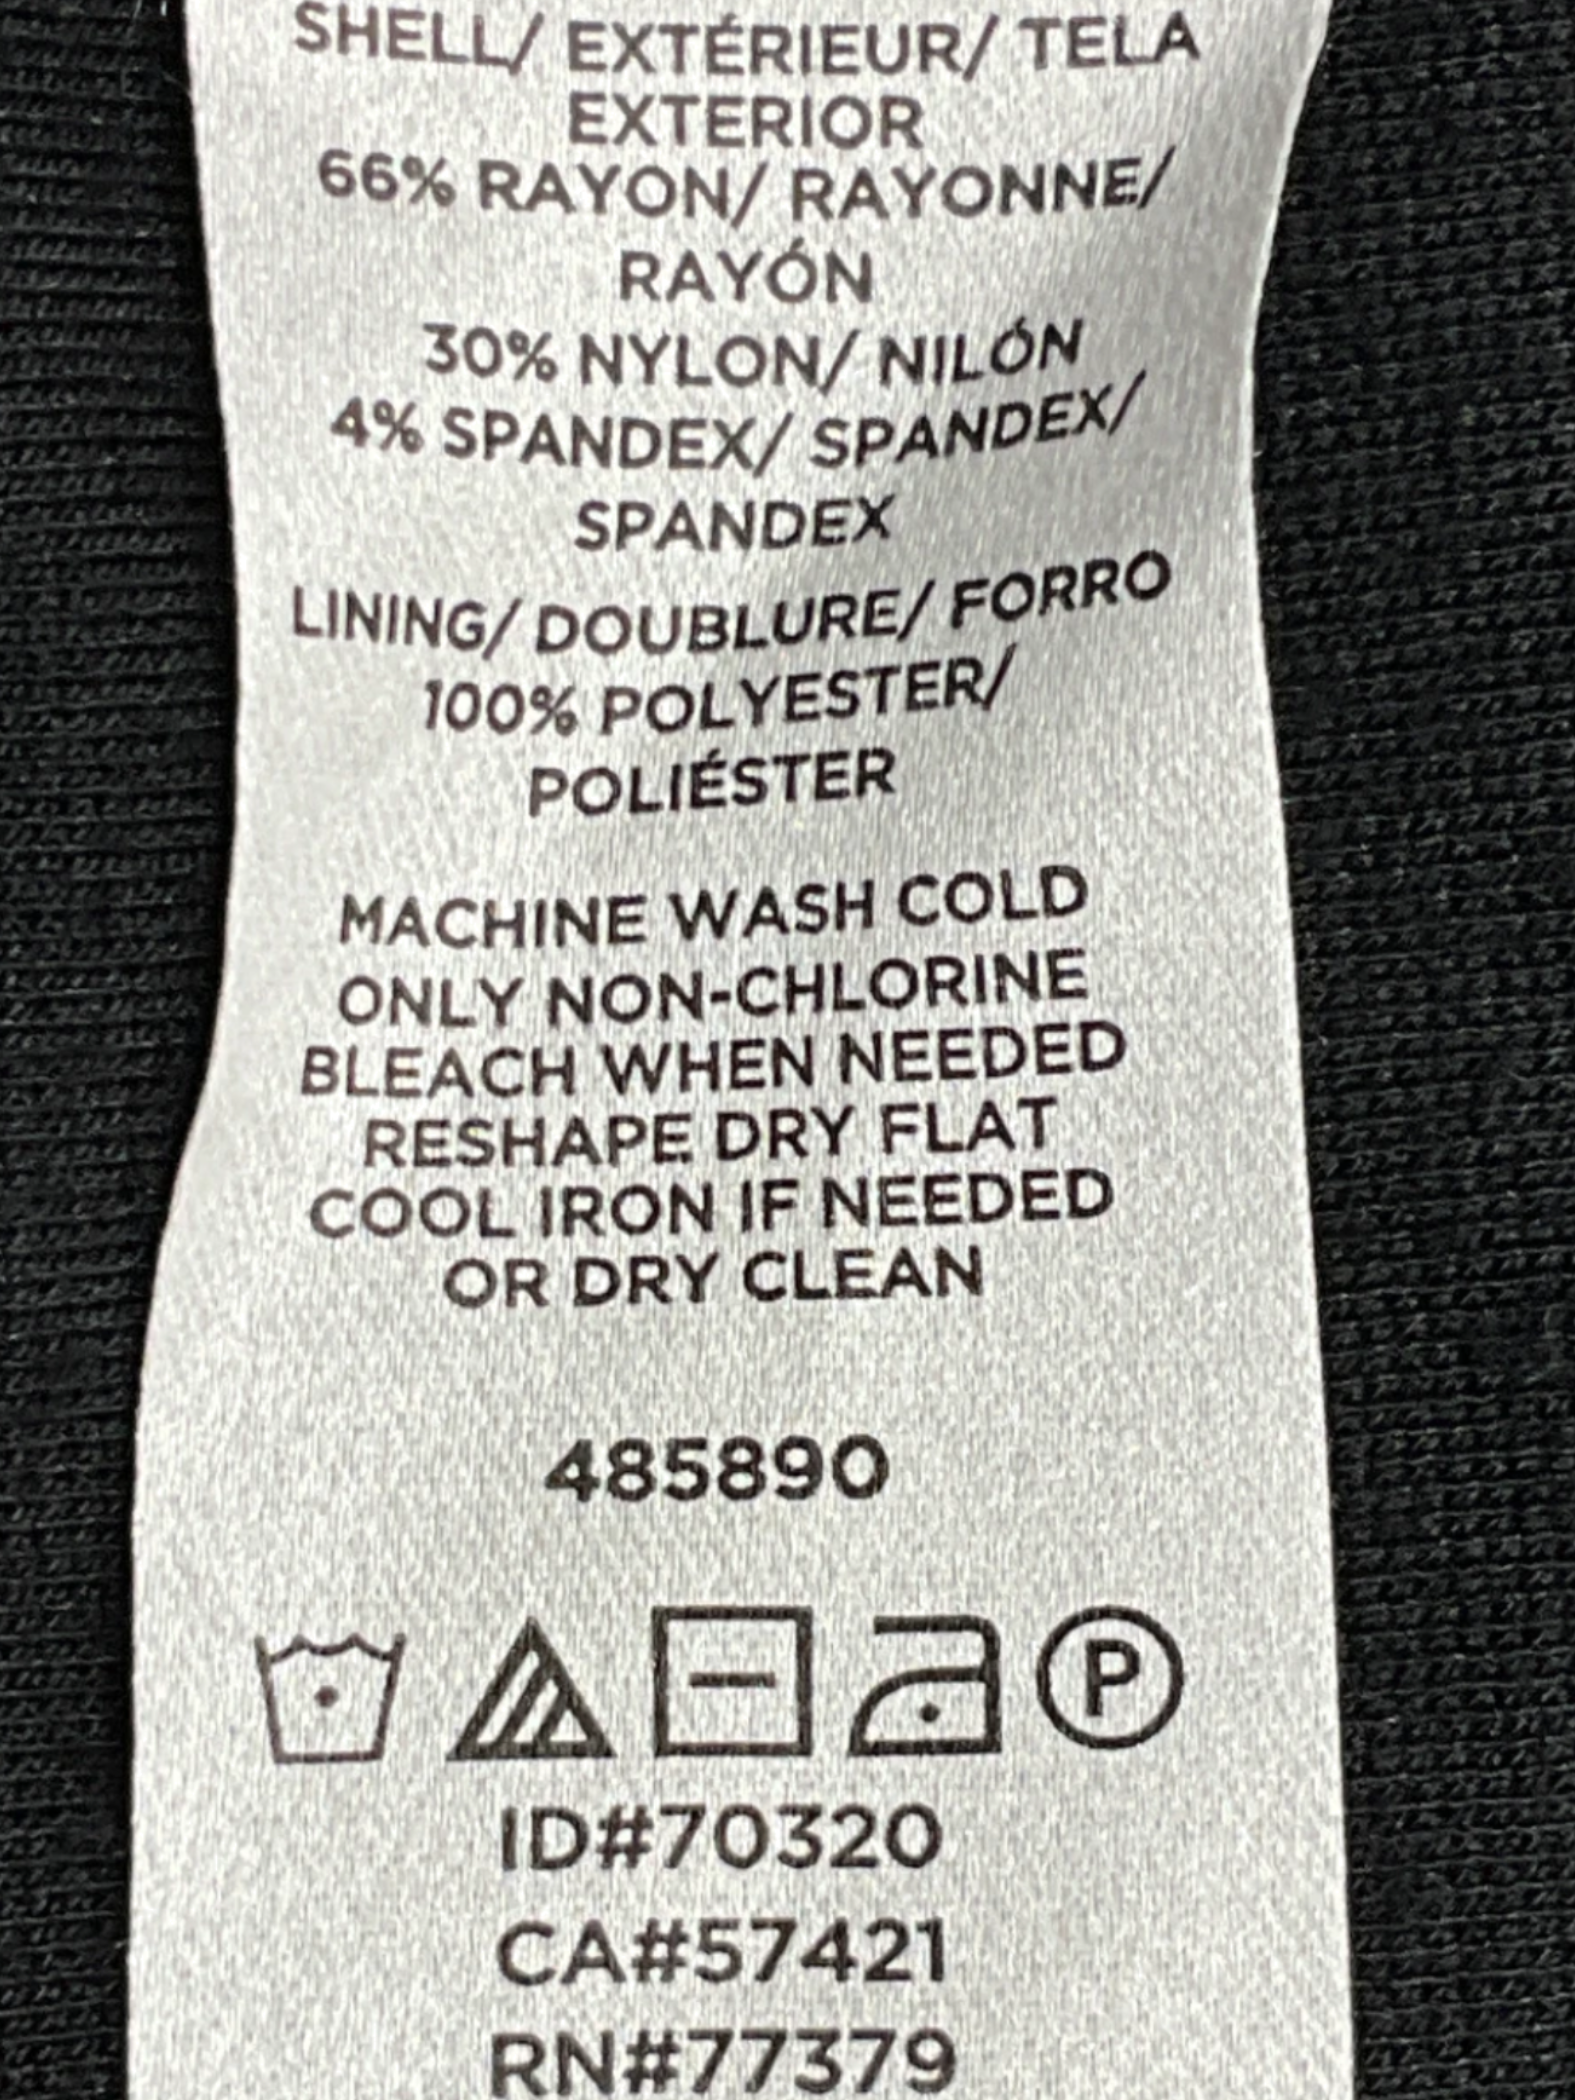 SHELL/ EXTÉRIEUR/ TELA
EXTERIOR
66% RAYON/ RAYONNE/
RAYÓN
30% NYLON/ NILÓN
4% SPANDEX/ SPANDEX/
SPANDEX
LINING/ DOUBLURE/ FORRO
100% POLYESTER/
POLIÉSTER
MACHINE WASH COLD
ONLY NON-CHLORINE
BLEACH WHEN NEEDED
RESHAPE DRY FLAT
COOL IRON IF NEEDED
OR DRY CLEAN
485890
P
ID#70320
CA#57421
RN#77379